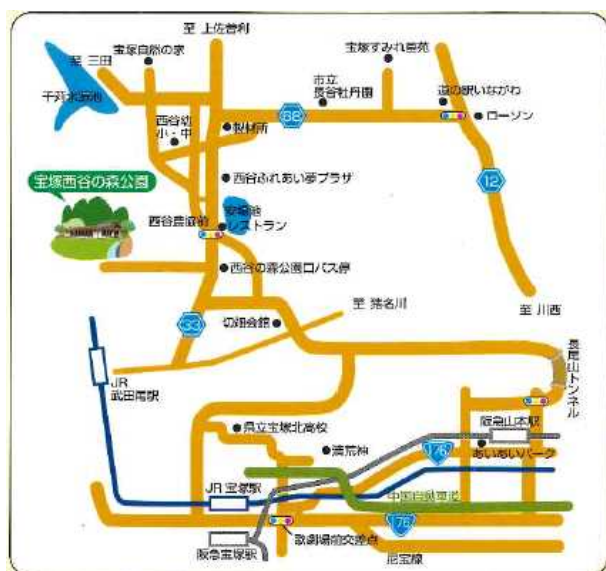 至 上佐曽利
宝塚自然の家
至 三田
宝塚すみれ墓苑
市立
長谷牡丹園
道の駅いながわ
千苅水源池
西谷幼
小・中
製材所
68
ローソン
宝塚西谷の森公園
西谷ふれあい夢プラザ
12
西谷農協前
レストラン
西谷の森公園口バス停
至 猪名川
至 川西
33
切畑会館
長尾山トンネル
JR
武田尾駅
県立宝塚北高校
清荒神
阪急山本駅
176
あいあいパーク
JR 宝塚駅
中国自動車道
176
歌劇場前交差点
阪急宝塚駅
尼宝線